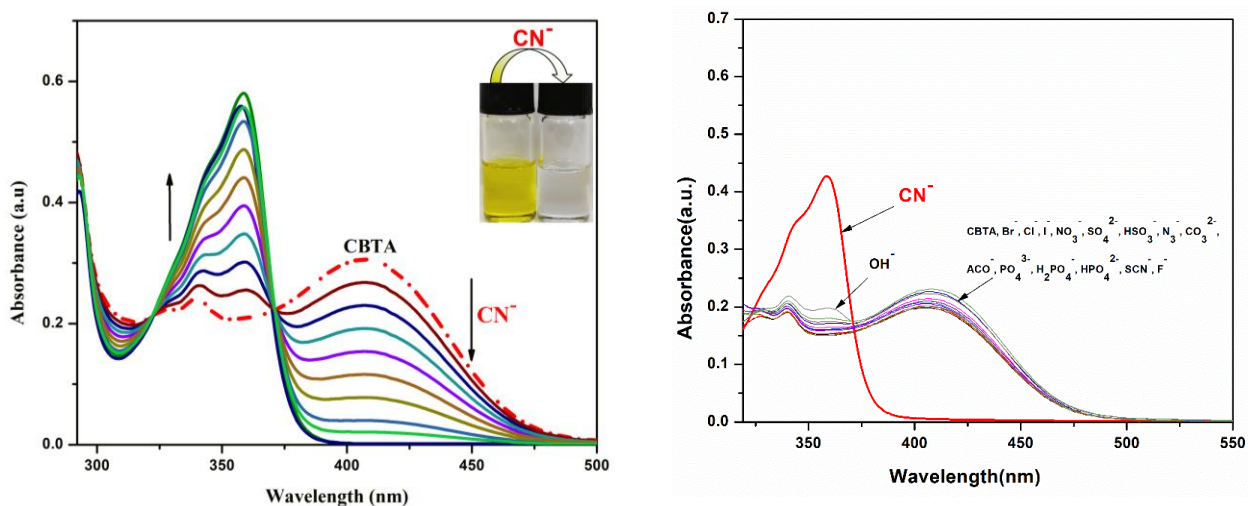 CN⁻
0.6
0.4
0.2
0.0
Absorbance (a.u)
CBTA
CN⁻
300
350
400
450
500
Wavelength (nm)
0.7
0.6
0.5
0.4
0.3
0.2
0.1
0.0
Absorbance(a.u.)
CN⁻
OH⁻
CBTA, Br⁻, Cl⁻, I⁻, NO₃⁻, SO₄²⁻, HSO₃⁻, N₃⁻, CO₃²⁻,
ACO⁻, PO₄³⁻, H₂PO₄⁻, HPO₄²⁻, SCN⁻, F⁻
350
400
450
500
550
Wavelength(nm)